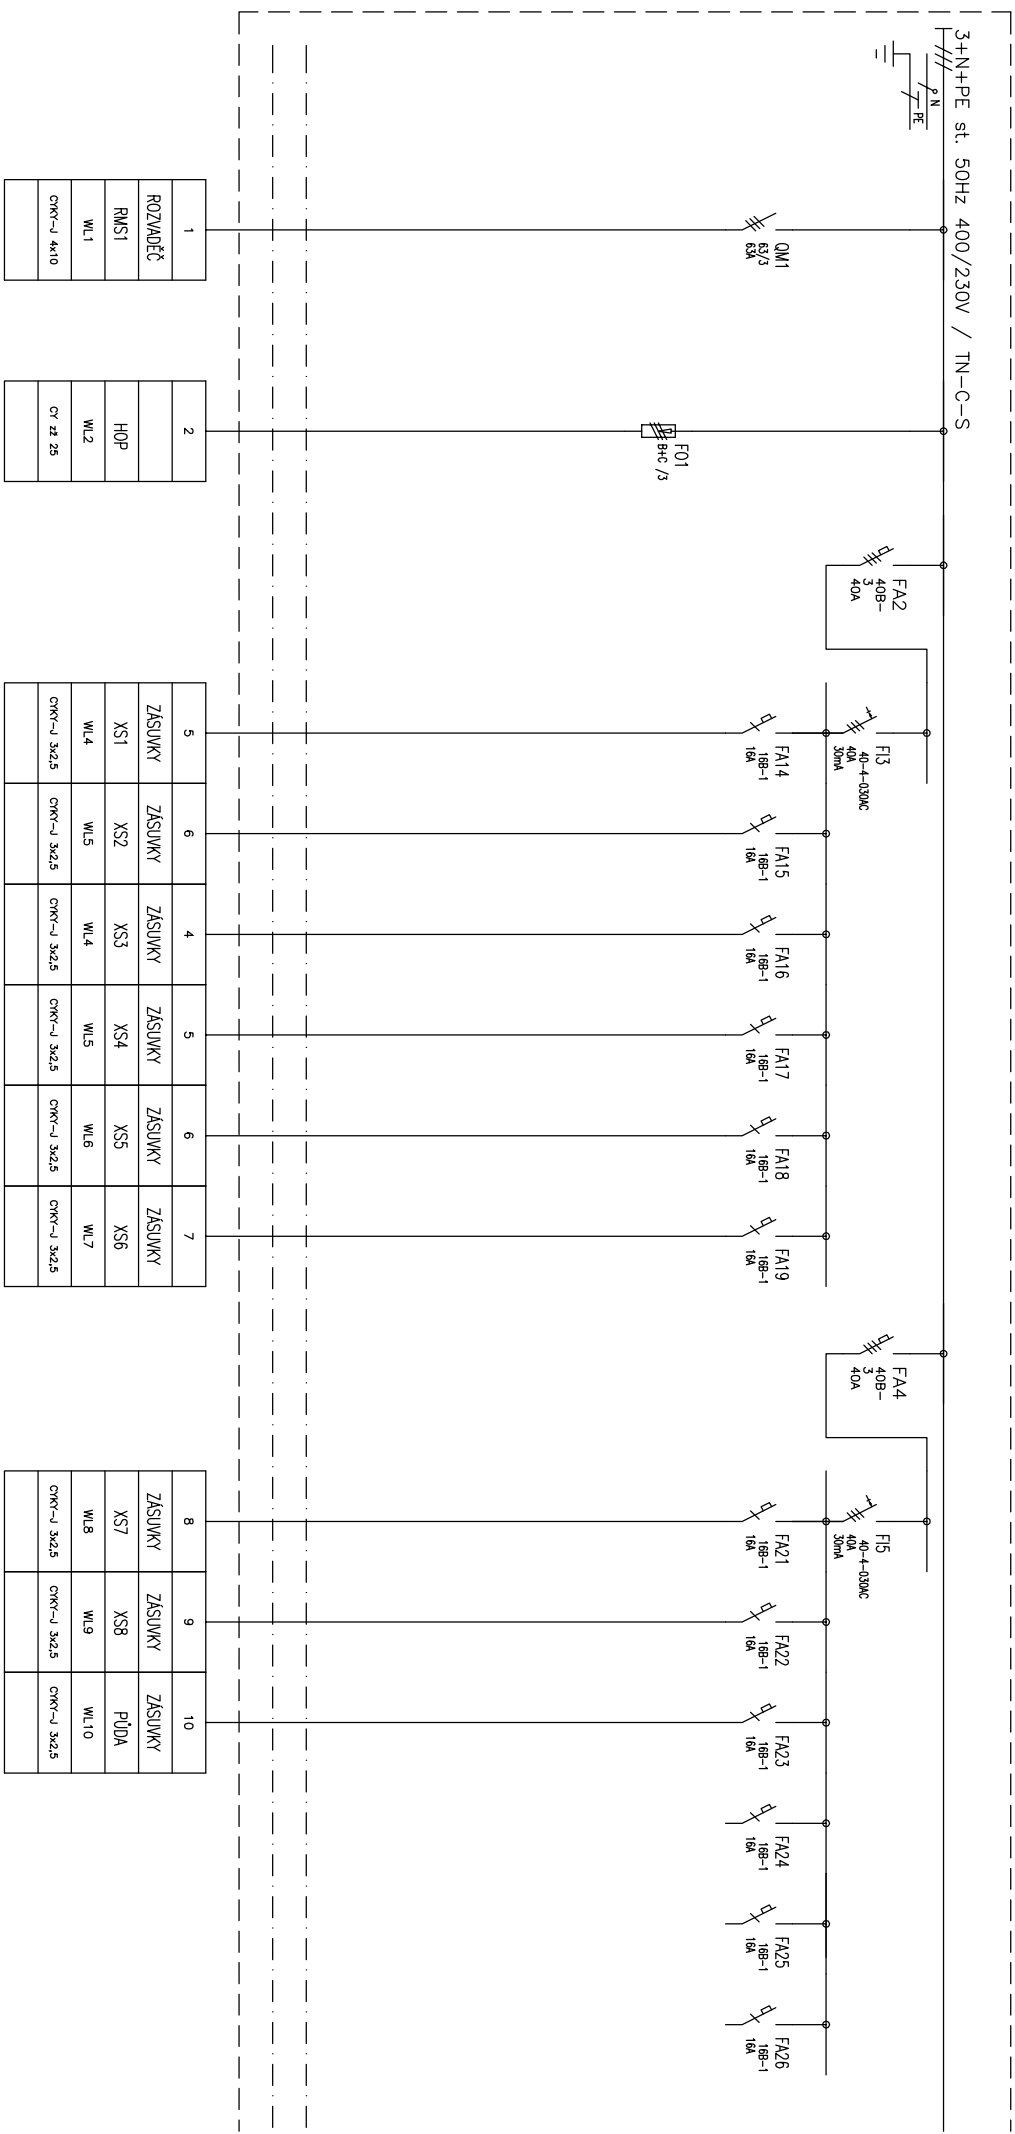 3+N+PE st. 50Hz 400/230V / TN-C-S
N
PE
QM1
63/3
63A
F01
B+C /3
FA2
40B-
3
40A
FI3
40-4-030AC
40A
30mA
FA14
16B-1
16A
FA15
16B-1
16A
FA16
16B-1
16A
FA17
16B-1
16A
FA18
16B-1
16A
FA19
16B-1
16A
FA4
40B-
3
40A
FI5
40-4-030AC
40A
30mA
FA21
16B-1
16A
FA22
16B-1
16A
FA23
16B-1
16A
FA24
16B-1
16A
FA25
16B-1
16A
FA26
16B-1
16A
1
ROZVADĚČ
RMS1
WL1
CYKY-J 4x10
2
HOP
WL2
CY zž 25
5
ZÁSUVKY
XS1
WL4
CYKY-J 3x2,5
6
ZÁSUVKY
XS2
WL5
CYKY-J 3x2,5
4
ZÁSUVKY
XS3
WL4
CYKY-J 3x2,5
5
ZÁSUVKY
XS4
WL5
CYKY-J 3x2,5
6
ZÁSUVKY
XS5
WL6
CYKY-J 3x2,5
7
ZÁSUVKY
XS6
WL7
CYKY-J 3x2,5
8
ZÁSUVKY
XS7
WL8
CYKY-J 3x2,5
9
ZÁSUVKY
XS8
WL9
CYKY-J 3x2,5
10
ZÁSUVKY
PŮDA
WL10
CYKY-J 3x2,5